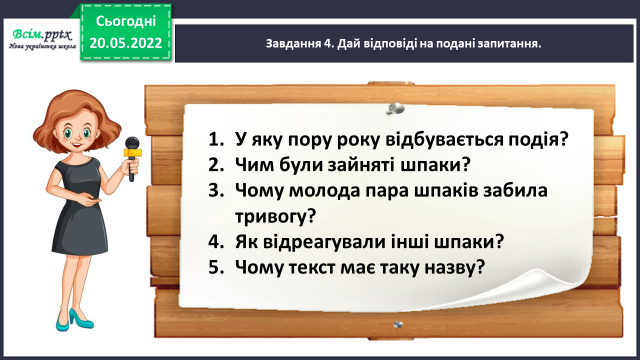 Всім.pptx
Нова українська школа
Сьогодні
20.05.2022
Завдання 4. Дай відповіді на подані запитання.
1. У яку пору року відбувається подія?
2. Чим були зайняті шпаки?
3. Чому молода пара шпаків забила
тривогу?
4. Як відреагували інші шпаки?
5. Чому текст має таку назву?